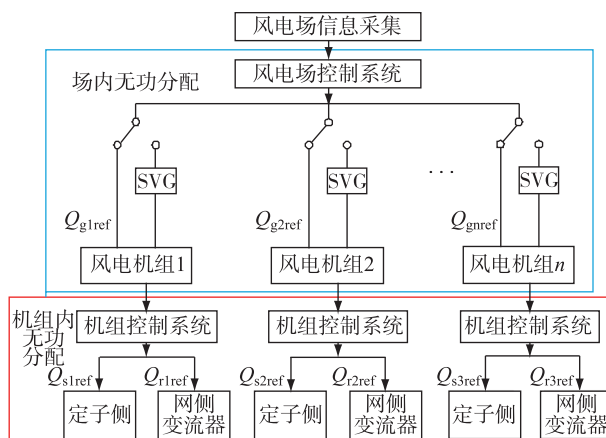 风电场信息采集
场内无功分配
风电场控制系统
SVG
SVG
···
SVG
Qg1ref
Qg2ref
Qgnref
风电机组1
风电机组2
风电机组n
机组内
无功
分配
机组控制系统
机组控制系统
机组控制系统
Qs1ref
Qr1ref
Qs2ref
Qr2ref
Qs3ref
Qr3ref
定子侧
网侧
变流器
定子侧
网侧
变流器
定子侧
网侧
变流器